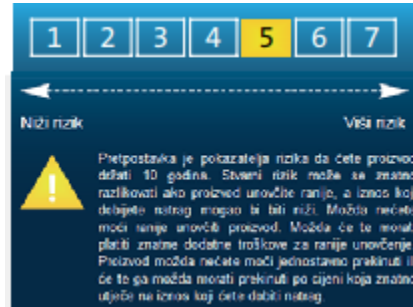 1 2 3 4 5 6 7
Niži rizik Viši rizik
Pretpostavka je pokazatelja rizika da ćete proizvod
držati 10 godina. Stvarni rizik može se znatno
razlikovati ako proizvod unovčite ranije, a iznos koji
dobijete natrag mogao bi biti niži. Možda nećete
moći ranije unovčiti proizvod. Možda će te morati
platiti znatne dodatne troškove za ranije unovčenje.
Proizvod možda nećete moći jednostavno prekinuti ili
će te ga možda morati prekinuti po cijeni koja znatno
utječe na iznos koji ćete dobiti natrag.